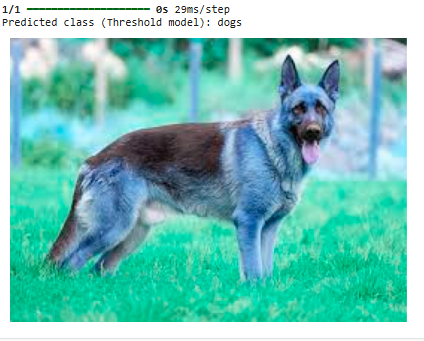 1/1 ━━━━━━━━━━━━━━━━━━━━ 0s 29ms/step
Predicted class (Threshold model): dogs